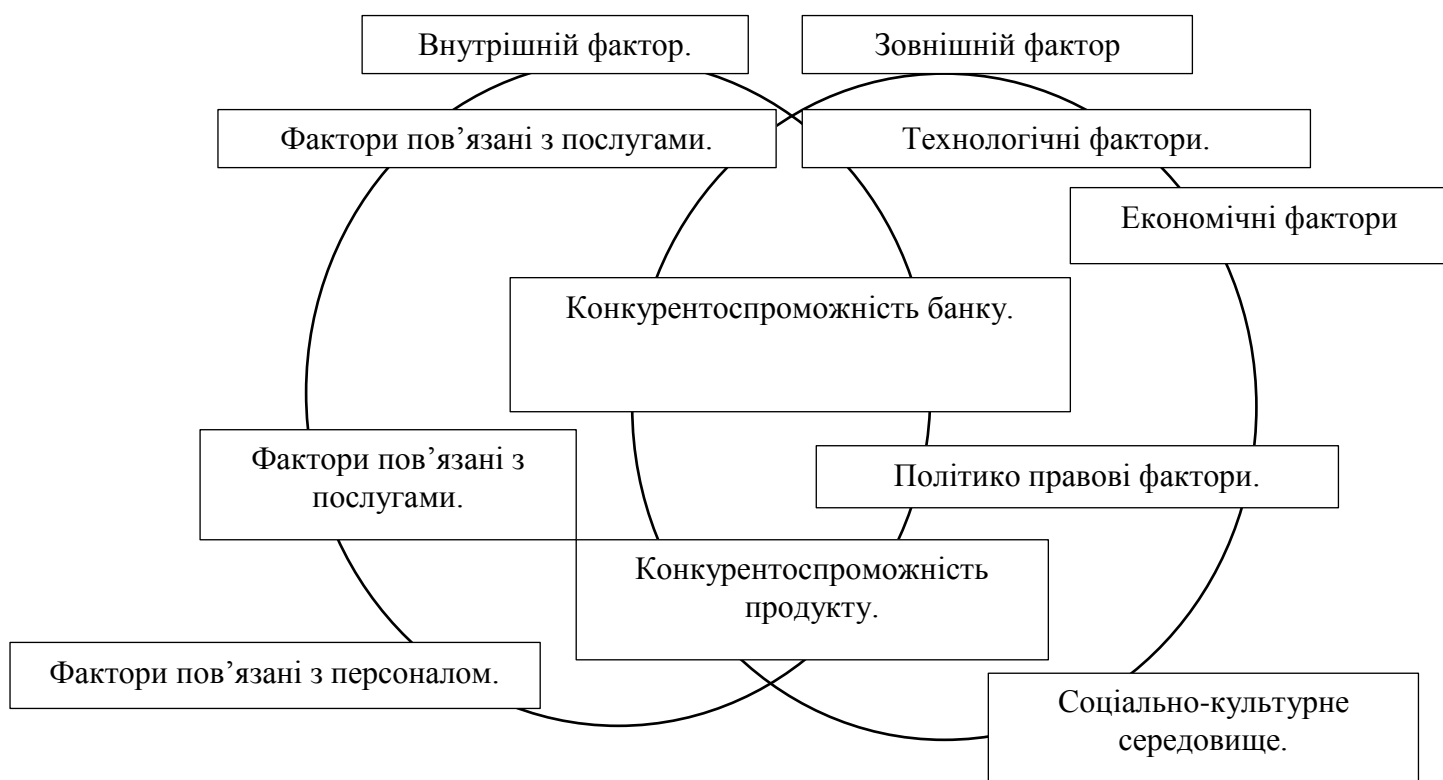 Внутрішній фактор.
Зовнішній фактор
Фактори пов’язані з послугами.
Технологічні фактори.
Економічні фактори
Конкурентоспроможність банку.
Фактори пов’язані з
послугами.
Політико правові фактори.
Конкурентоспроможність
продукту.
Фактори пов’язані з персоналом.
Соціально-культурне
середовище.